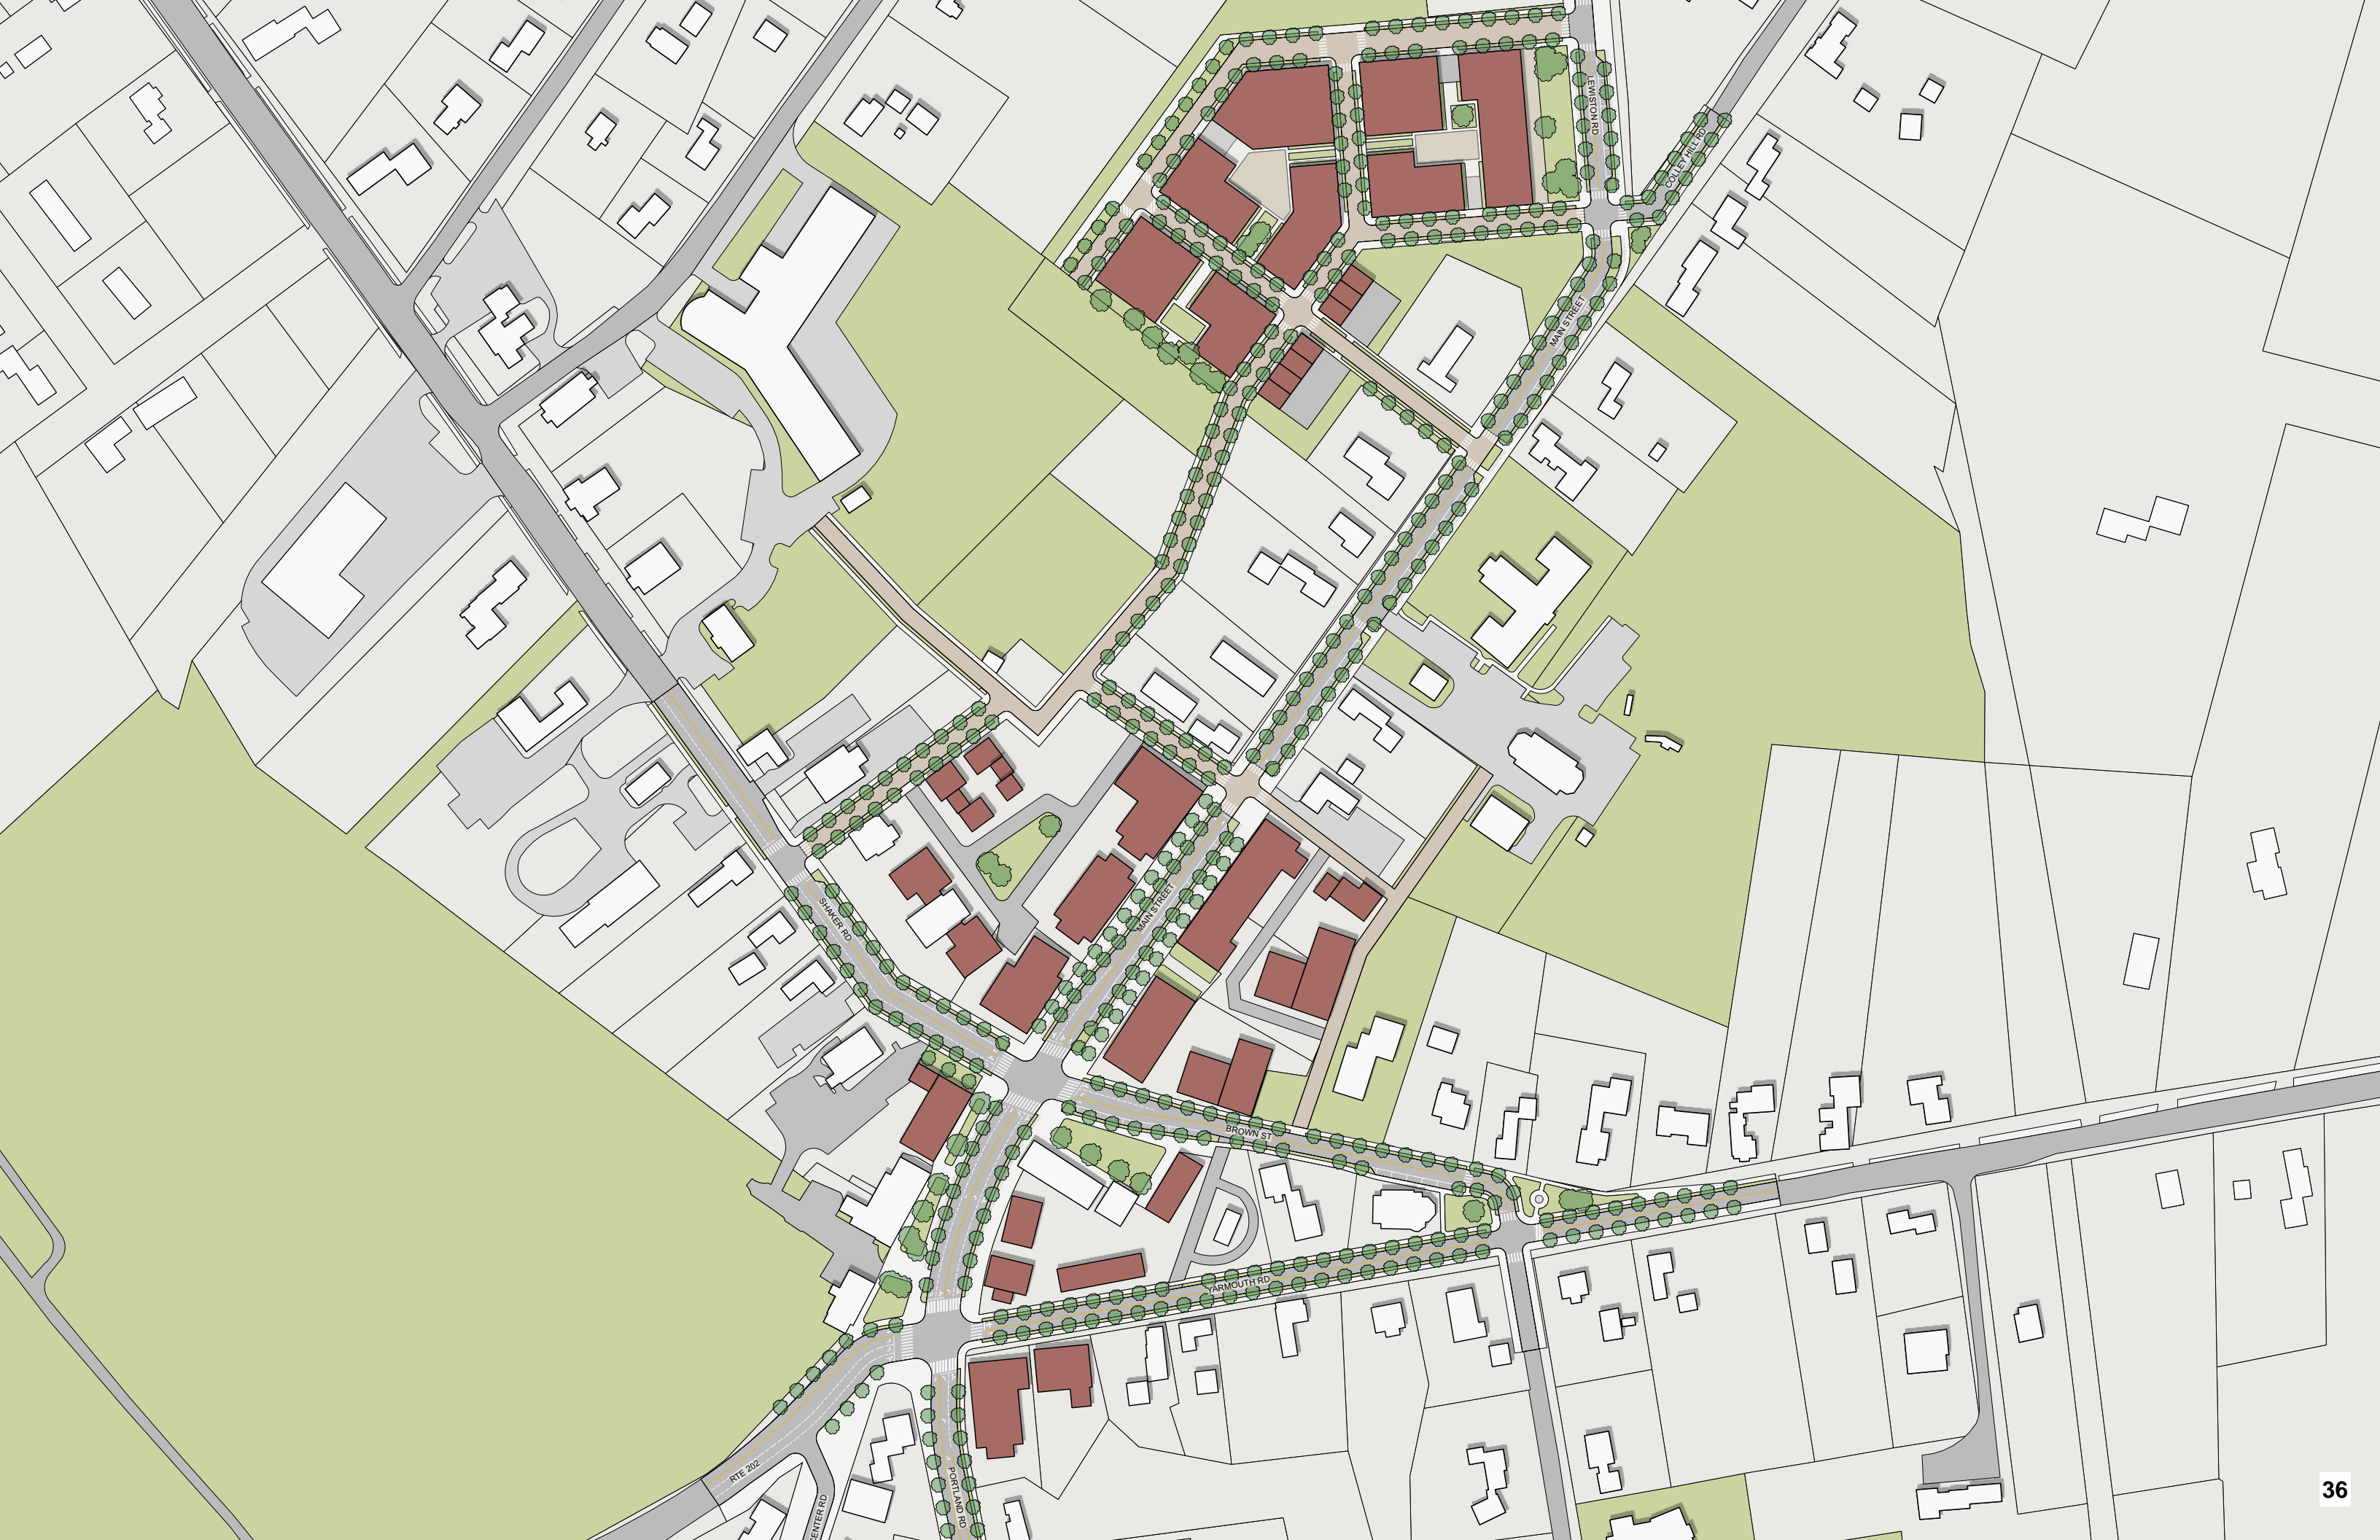 LEWISTON RD
COLLEY HILL RD
MAIN STREET
MAIN STREET
SHAKER RD
BROWN ST
YARMOUTH RD
RTE 202
PORTLAND RD
ENTER RD
36